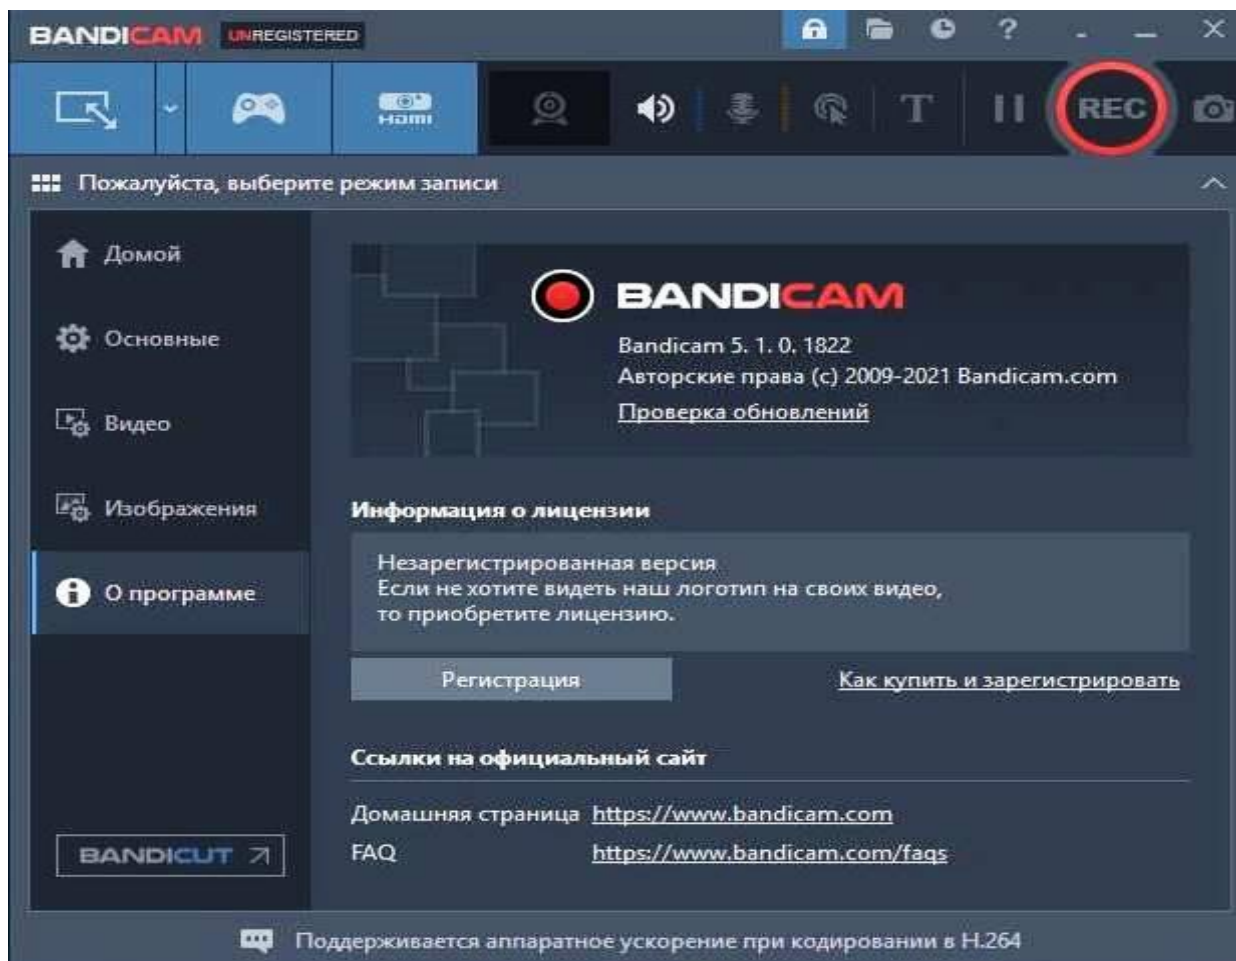 BANDICAM UNREGISTERED
?
HDMI
T
REC
Пожалуйста, выберите режим записи
Домой
Основные
Видео
Изображения
О программе
BANDICUT
BANDICAM
Bandicam 5. 1. 0. 1822
Авторские права (c) 2009-2021 Bandicam.com
Проверка обновлений
Информация о лицензии
Незарегистрированная версия
Если не хотите видеть наш логотип на своих видео,
то приобретите лицензию.
Регистрация
Как купить и зарегистрировать
Ссылки на официальный сайт
Домашняя страница https://www.bandicam.com
FAQ https://www.bandicam.com/faqs
Поддерживается аппаратное ускорение при кодировании в H.264